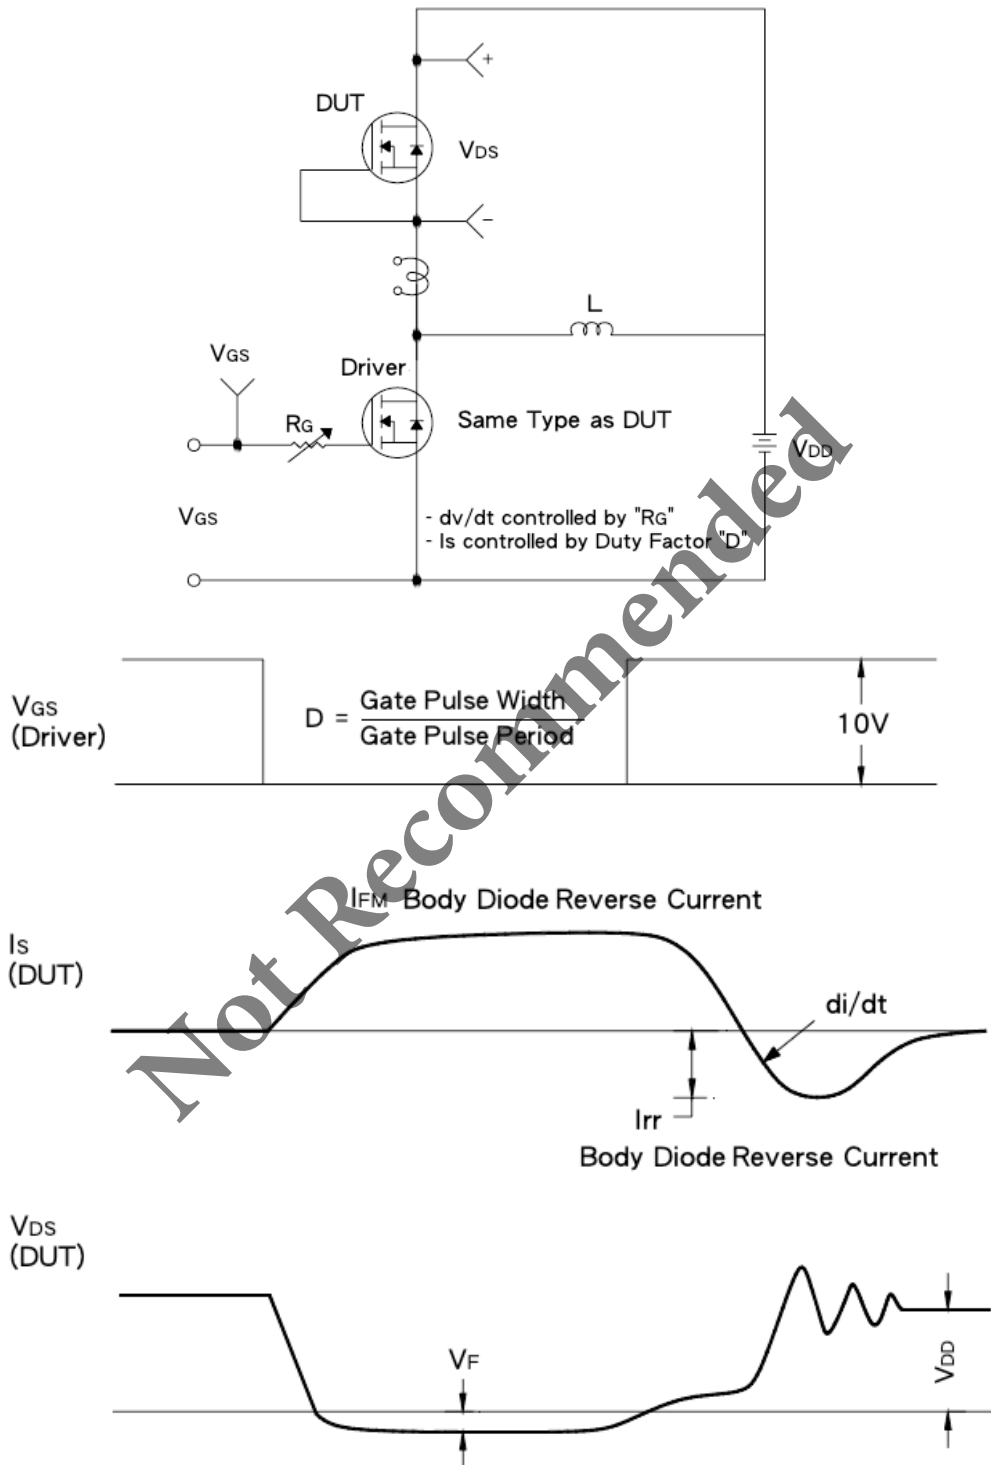 +
DUT
VDS
−
L
VGS
Driver
RG
Same Type as DUT
VDD
VGS
- dv/dt controlled by "RG"
- Is controlled by Duty Factor "D"
VGS
(Driver)
D = Gate Pulse Width
Gate Pulse Period
10V
IFM Body Diode Reverse Current
IS
(DUT)
di/dt
Irr
Body Diode Reverse Current
VDS
(DUT)
VF
VDD
Not Recommended